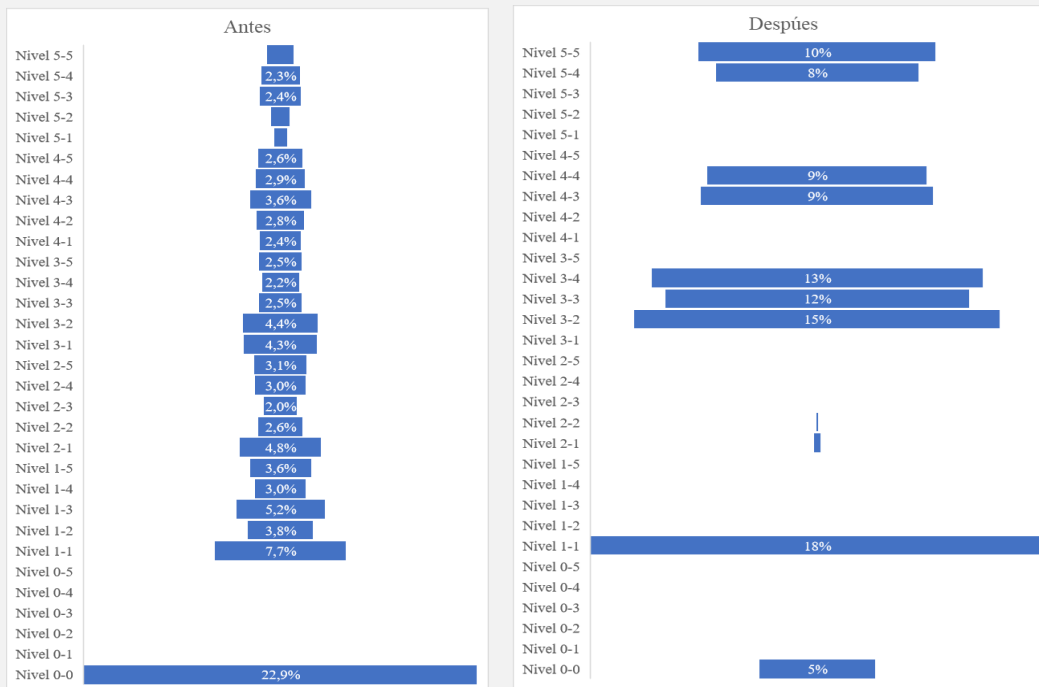 Antes
Nivel 5-5
Nivel 5-4 2,3%
Nivel 5-3 2,4%
Nivel 5-2
Nivel 5-1
Nivel 4-5 2,6%
Nivel 4-4 2,9%
Nivel 4-3 3,6%
Nivel 4-2 2,8%
Nivel 4-1 2,4%
Nivel 3-5 2,5%
Nivel 3-4 2,2%
Nivel 3-3 2,5%
Nivel 3-2 4,4%
Nivel 3-1 4,3%
Nivel 2-5 3,1%
Nivel 2-4 3,0%
Nivel 2-3 2,0%
Nivel 2-2 2,6%
Nivel 2-1 4,8%
Nivel 1-5 3,6%
Nivel 1-4 3,0%
Nivel 1-3 5,2%
Nivel 1-2 3,8%
Nivel 1-1 7,7%
Nivel 0-5
Nivel 0-4
Nivel 0-3
Nivel 0-2
Nivel 0-1
Nivel 0-0 22,9%
Despúes
Nivel 5-5 10%
Nivel 5-4 8%
Nivel 5-3
Nivel 5-2
Nivel 5-1
Nivel 4-5
Nivel 4-4 9%
Nivel 4-3 9%
Nivel 4-2
Nivel 4-1
Nivel 3-5
Nivel 3-4 13%
Nivel 3-3 12%
Nivel 3-2 15%
Nivel 3-1
Nivel 2-5
Nivel 2-4
Nivel 2-3
Nivel 2-2
Nivel 2-1
Nivel 1-5
Nivel 1-4
Nivel 1-3
Nivel 1-2
Nivel 1-1 18%
Nivel 0-5
Nivel 0-4
Nivel 0-3
Nivel 0-2
Nivel 0-1
Nivel 0-0 5%